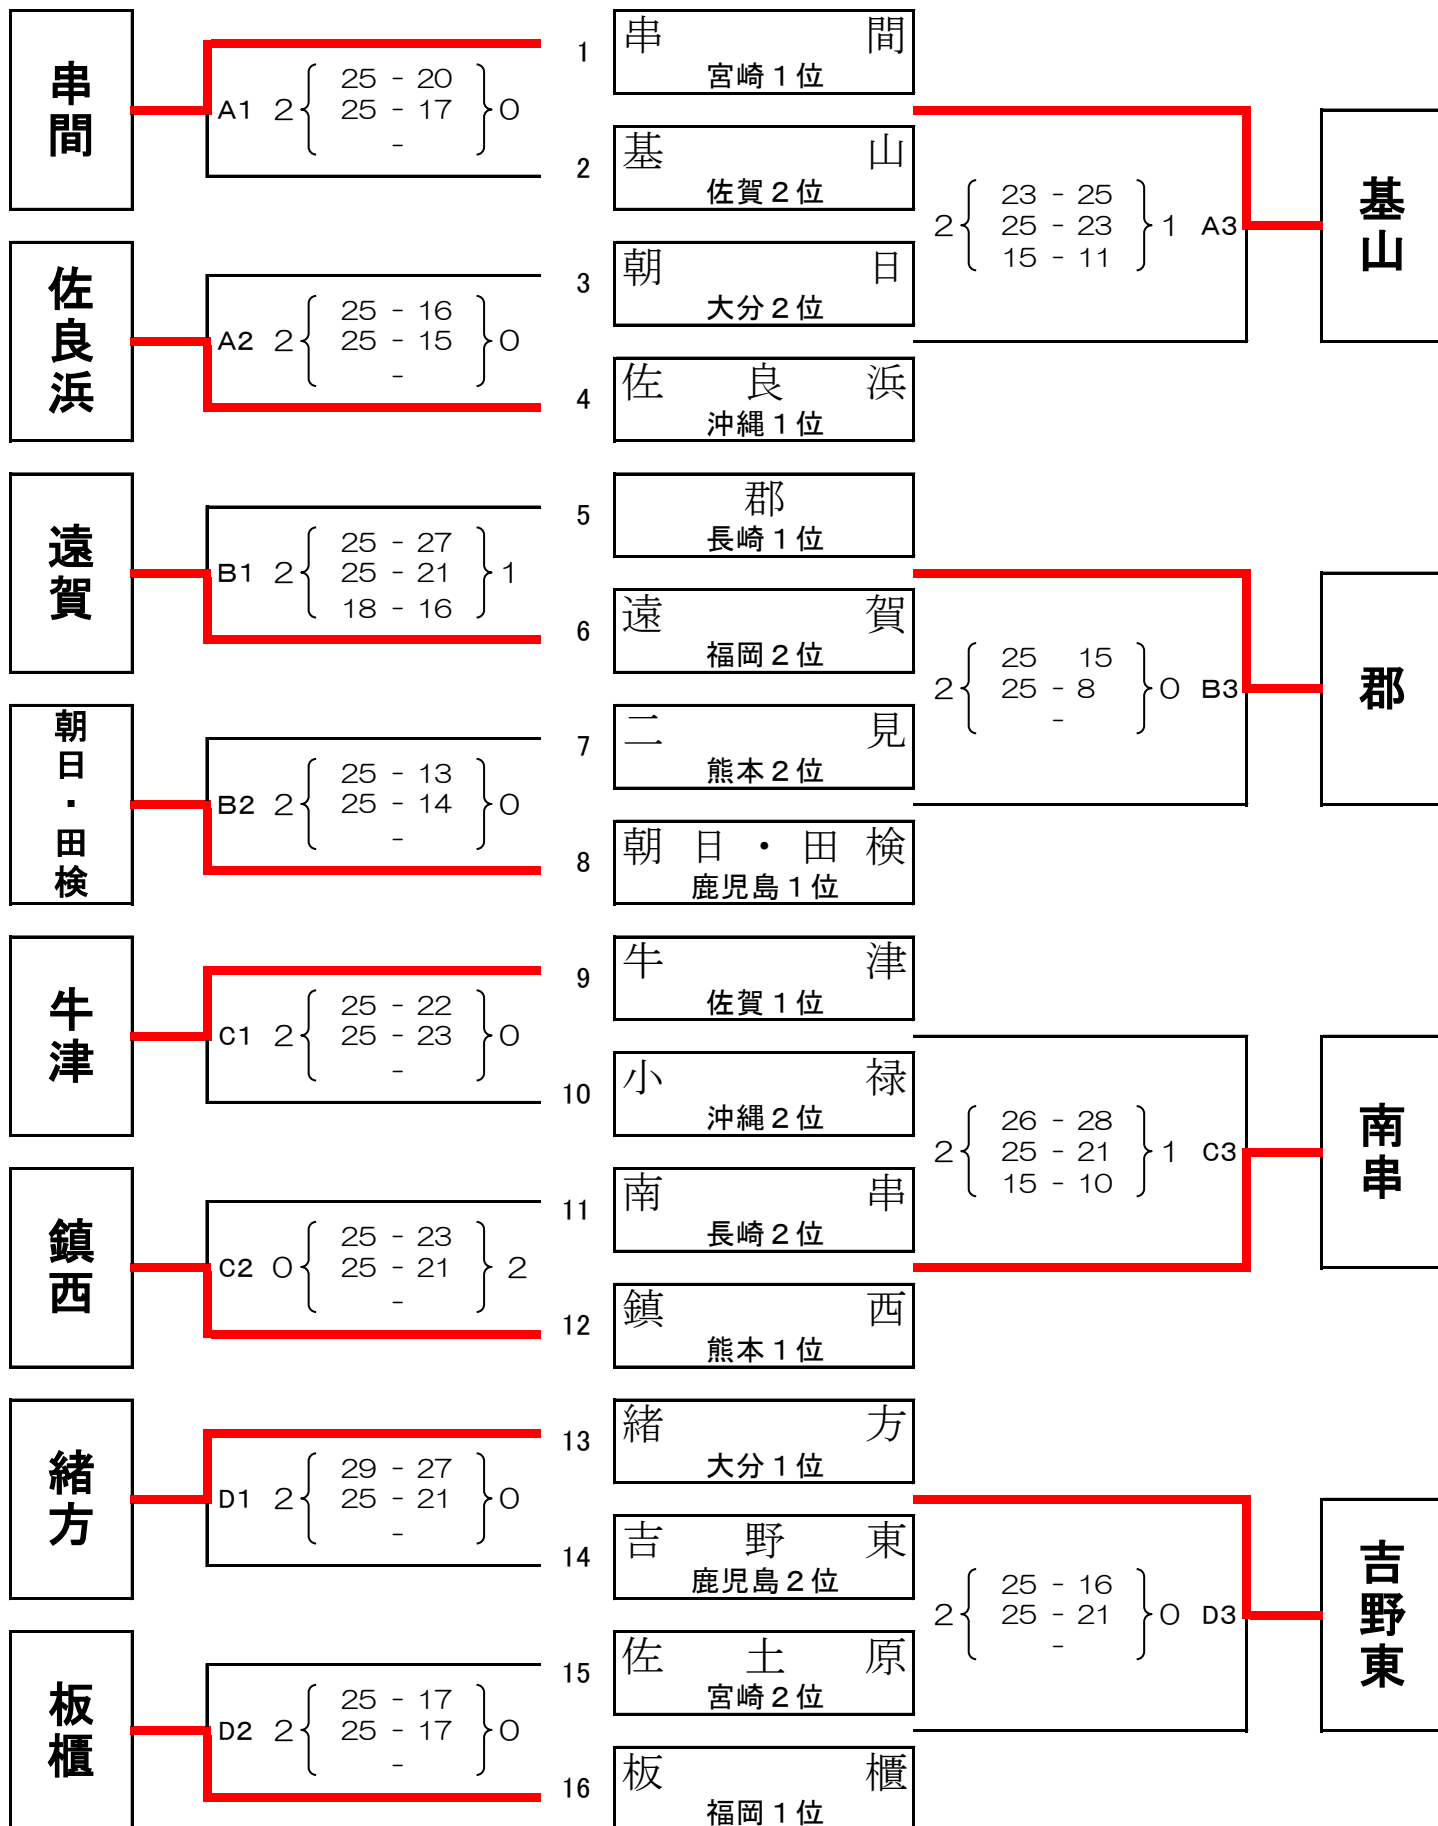 串間
A1 2 25 - 20 0
25 - 17
-
佐良浜
A2 2 25 - 16 0
25 - 15
-
遠賀
B1 2 25 - 27 1
25 - 21
18 - 16
朝日・田検
B2 2 25 - 13 0
25 - 14
-
牛津
C1 2 25 - 22 0
25 - 23
-
鎮西
C2 0 25 - 23 2
25 - 21
-
緒方
D1 2 29 - 27 0
25 - 21
-
板櫃
D2 2 25 - 17 0
25 - 17
-
1 串間
宮崎1位
2 基山
佐賀2位
3 朝日
大分2位
4 佐良浜
沖縄1位
5 郡
長崎1位
6 遠賀
福岡2位
7 二見
熊本2位
8 朝日・田検
鹿児島1位
9 牛津
佐賀1位
10 小禄
沖縄2位
11 南串
長崎2位
12 鎮西
熊本1位
13 緒方
大分1位
14 吉野東
鹿児島2位
15 佐土原
宮崎2位
16 板櫃
福岡1位
2 23 - 25 1 A3
25 - 23
15 - 11
基山
2 25 15 0 B3
25 - 8
-
郡
2 26 - 28 1 C3
25 - 21
15 - 10
南串
2 25 - 16 0 D3
25 - 21
-
吉野東